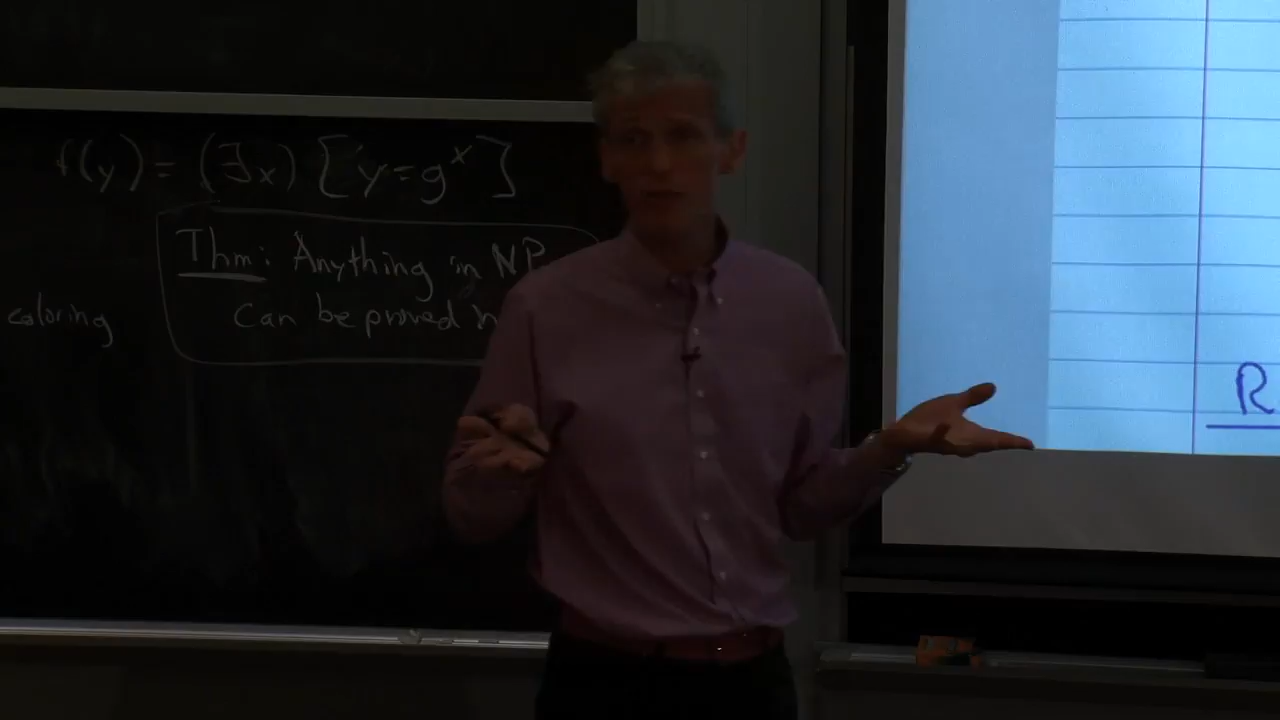 f(y) = (∃x) [y = g^x]
Thm: Anything in NP
can be proved
coloring
R